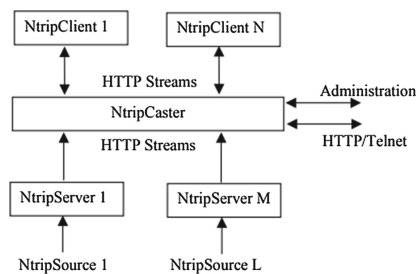 NtripClient 1
NtripClient N
HTTP Streams
Administration
NtripCaster
HTTP Streams
HTTP/Telnet
NtripServer 1
NtripServer M
NtripSource 1
NtripSource L